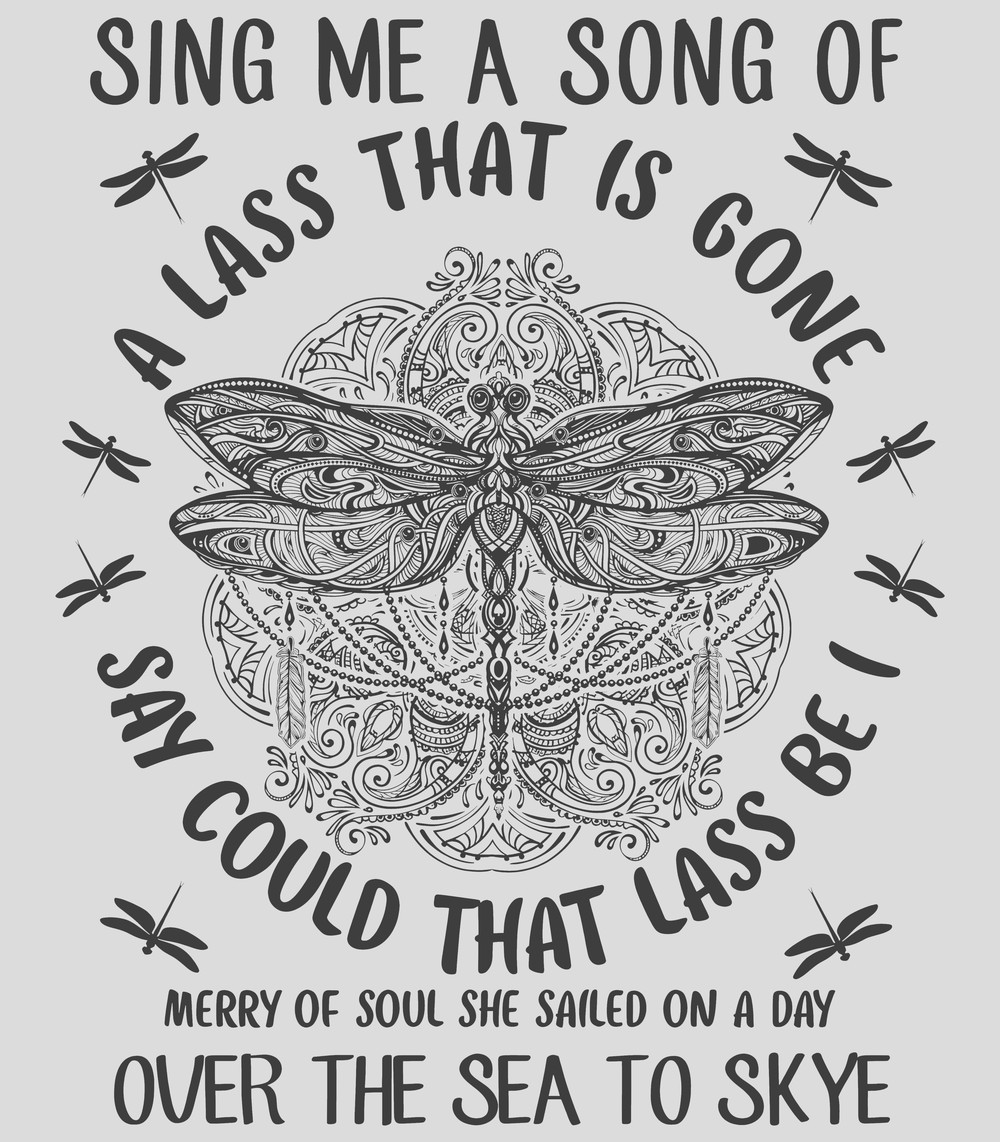 SING ME A SONG OF
A LASS THAT IS GONE
SAY COULD THAT LASS BE I
MERRY OF SOUL SHE SAILED ON A DAY
OVER THE SEA TO SKYE